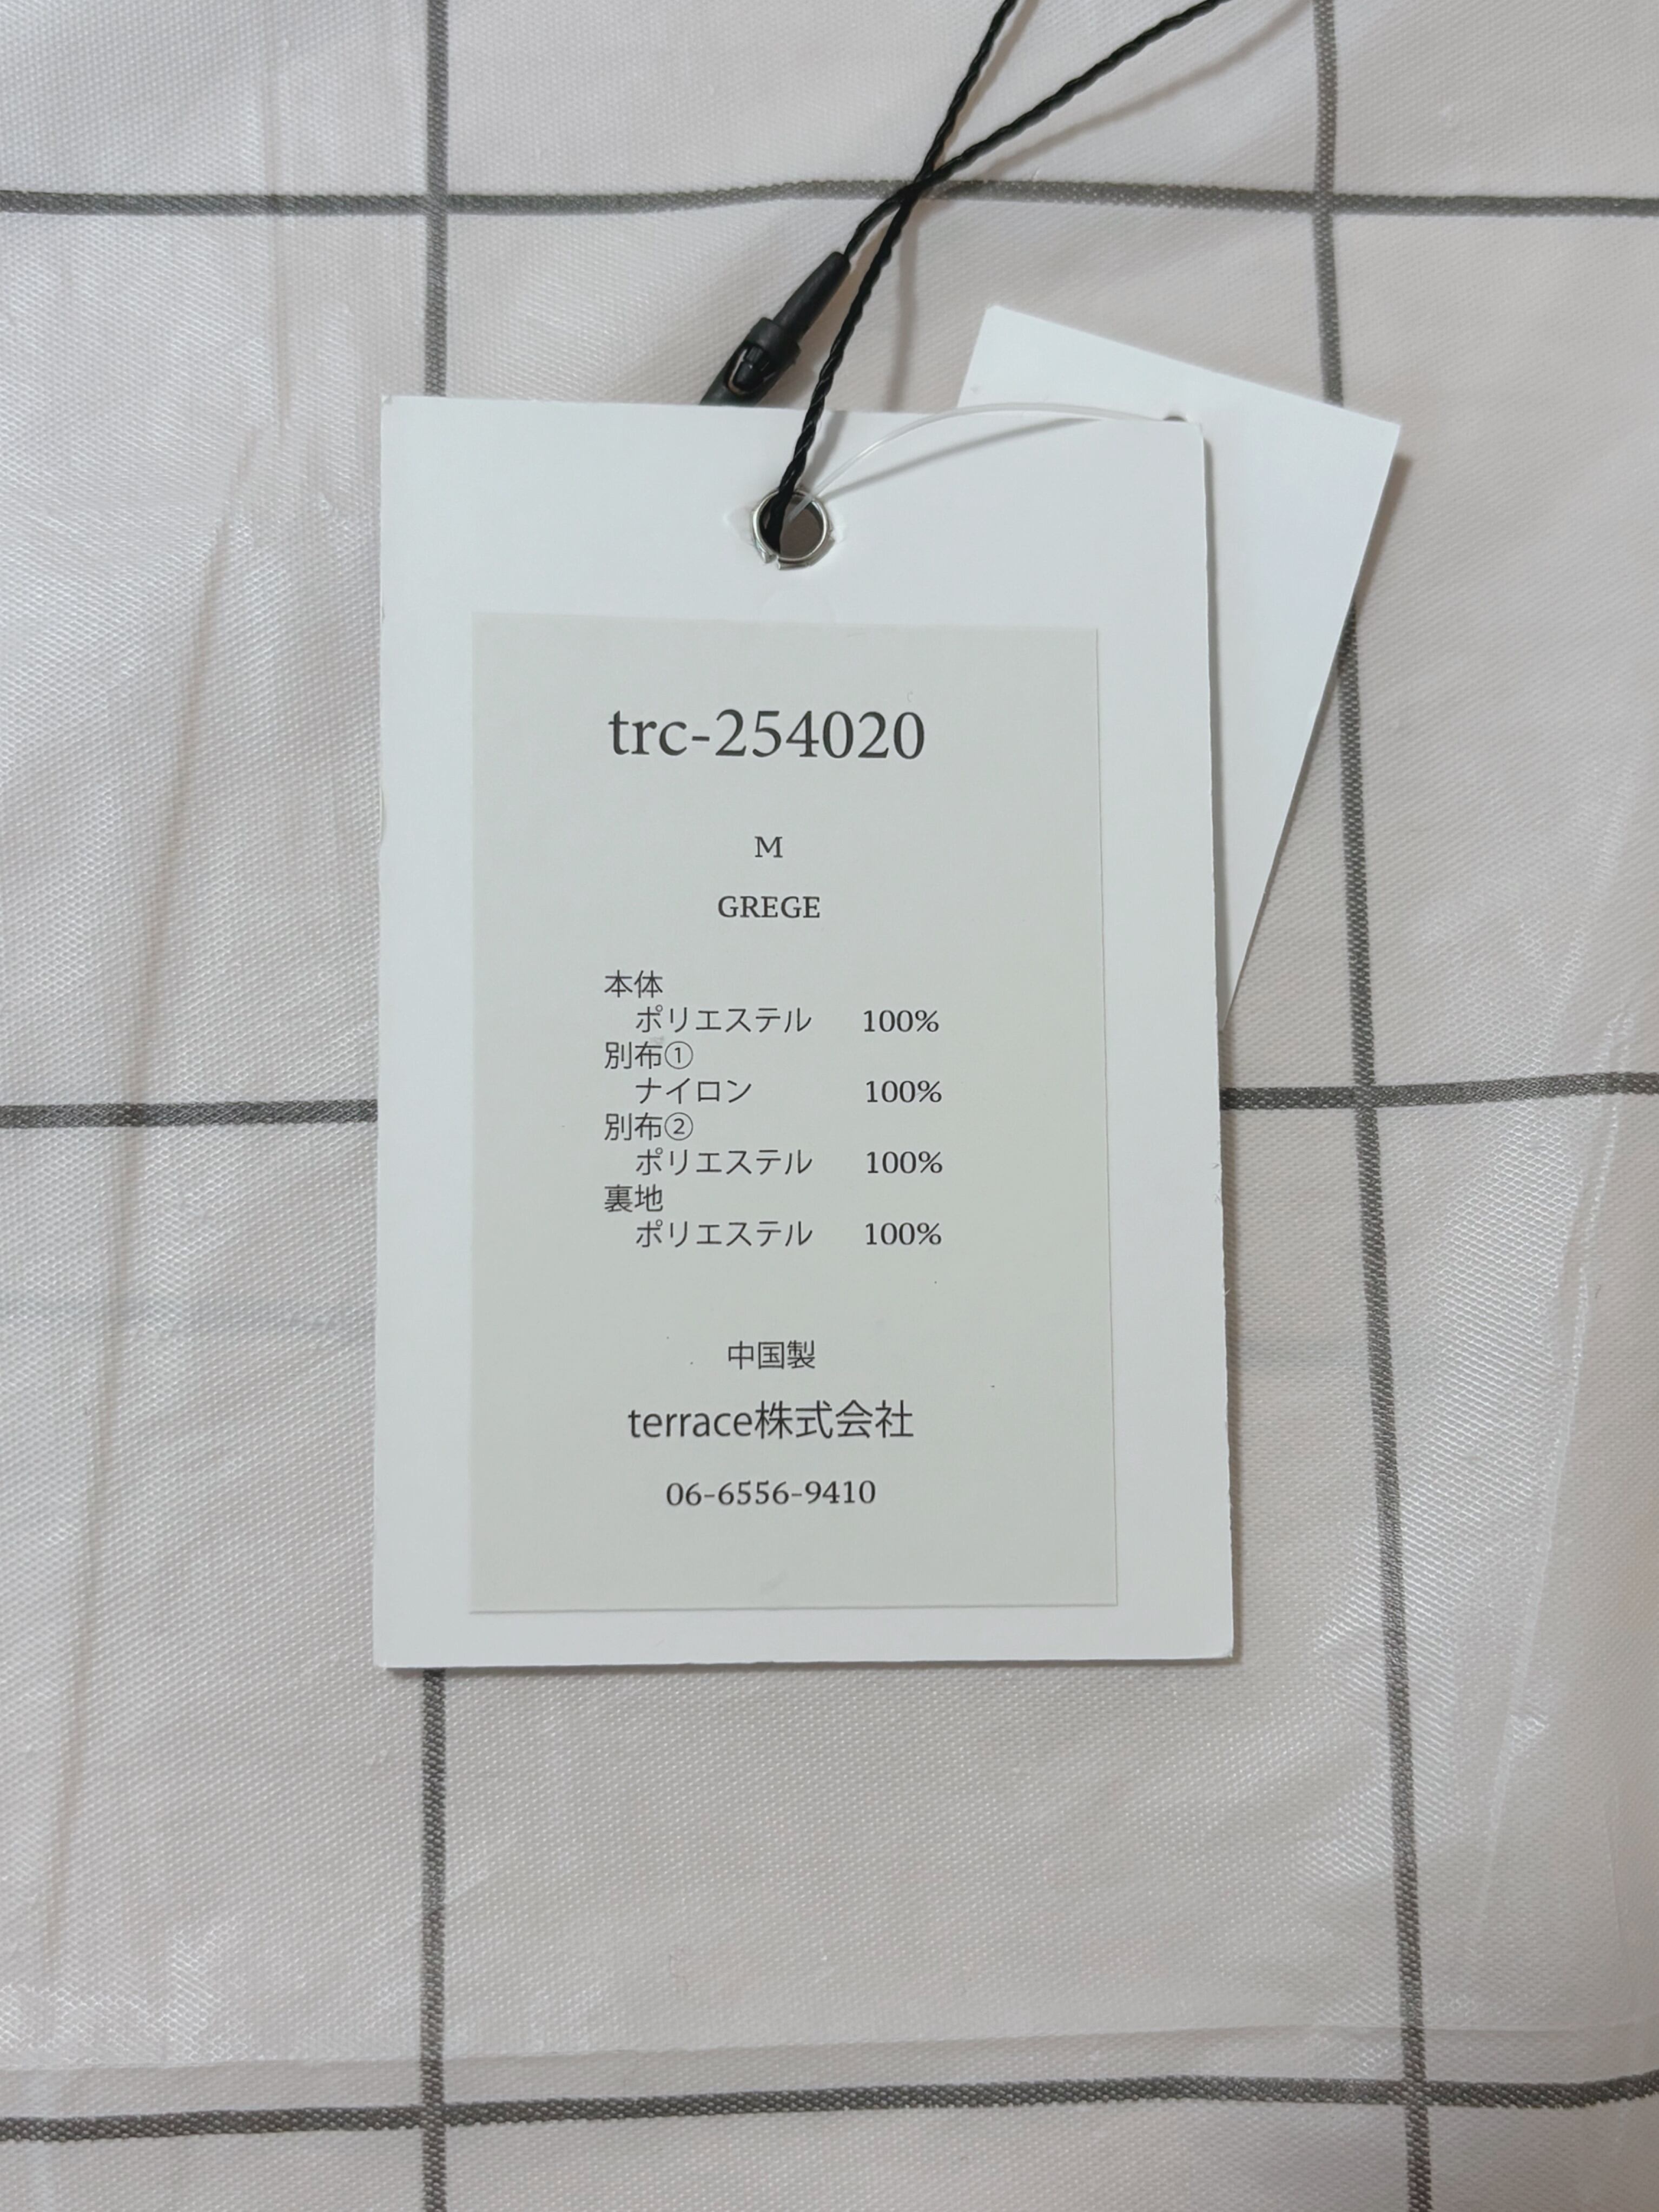 trc-254020
M
GREGE
本体
ポリエステル 100%
別布①
ナイロン 100%
別布②
ポリエステル 100%
裏地
ポリエステル 100%
中国製
terrace株式会社
06-6556-9410